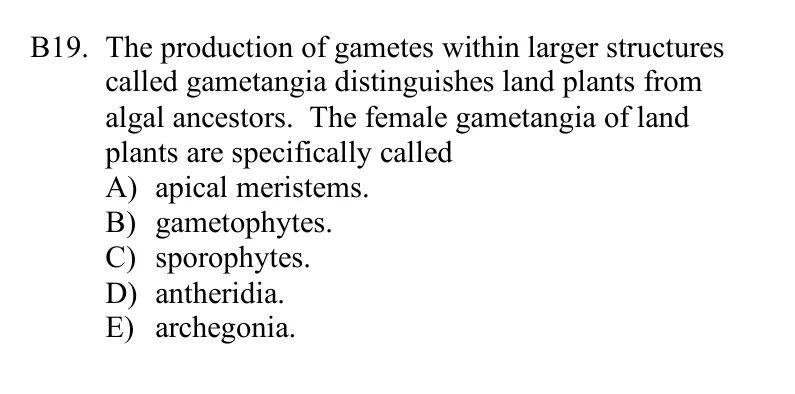 B19. The production of gametes within larger structures
called gametangia distinguishes land plants from
algal ancestors. The female gametangia of land
plants are specifically called
A) apical meristems.
B) gametophytes.
C) sporophytes.
D) antheridia.
E) archegonia.